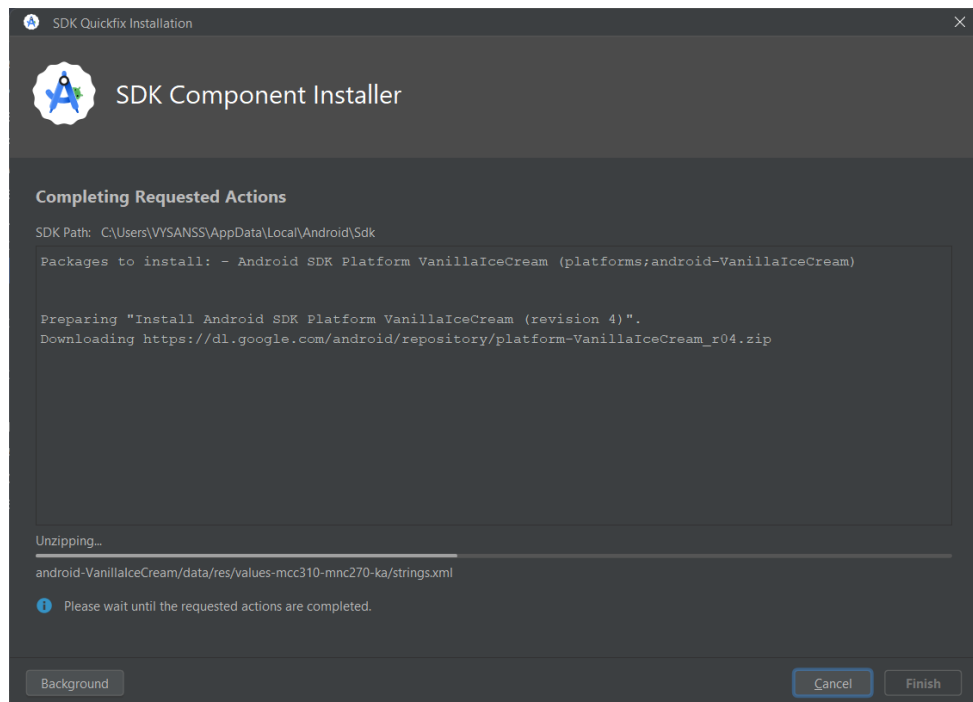 SDK Quickfix Installation
SDK Component Installer
Completing Requested Actions
SDK Path: C:\Users\VYSANSS\AppData\Local\Android\Sdk
Packages to install: - Android SDK Platform VanillaIceCream (platforms;android-VanillaIceCream)
Preparing "Install Android SDK Platform VanillaIceCream (revision 4)".
Downloading https://dl.google.com/android/repository/platform-VanillaIceCream_r04.zip
Unzipping...
android-VanillaIceCream/data/res/values-mcc310-mnc270-ka/strings.xml
Please wait until the requested actions are completed.
Background
Cancel
Finish